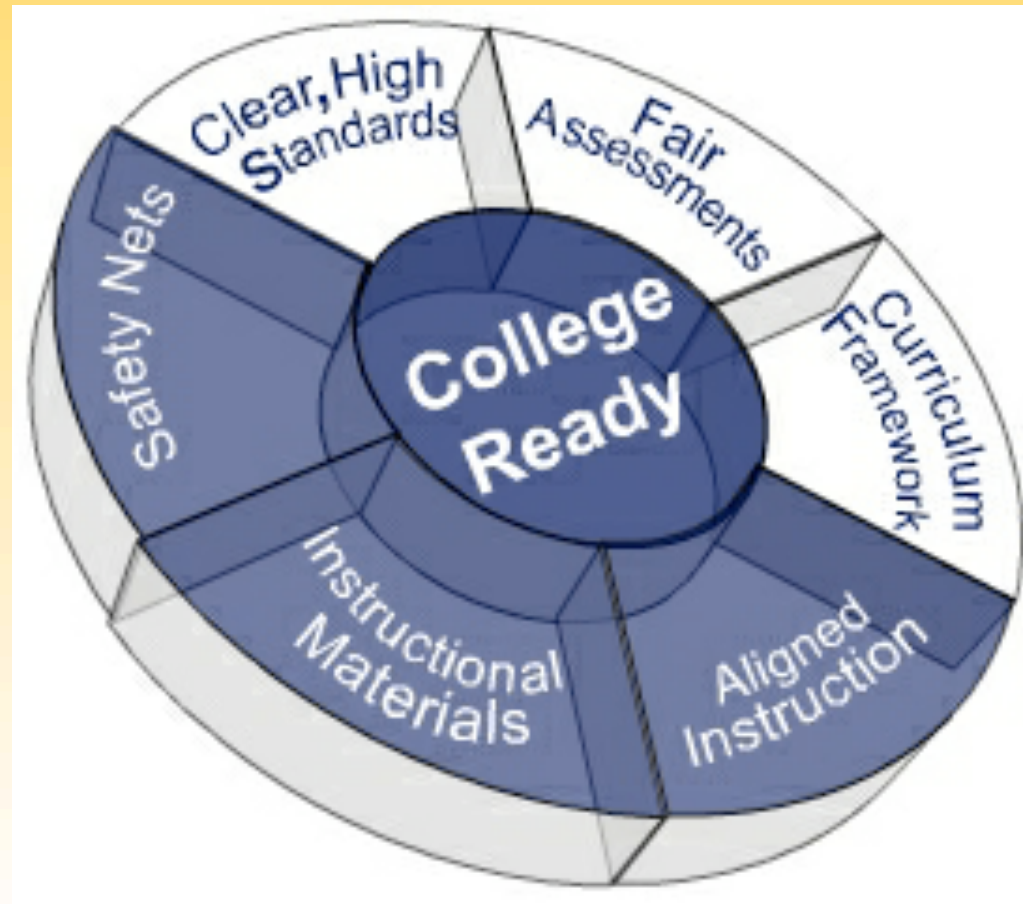 Clear, High
Standards
Fair
Assessments
Curriculum
Framework
Aligned
Instruction
Instructional
Materials
Safety Nets
College
Ready